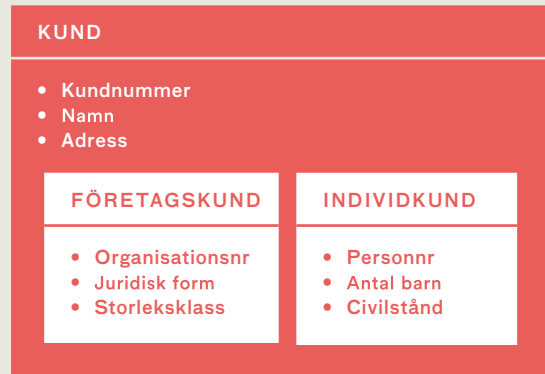 KUND
• Kundnummer
• Namn
• Adress
FÖRETAGSKUND
• Organisationsnr
• Juridisk form
• Storleksklass
INDIVIDKUND
• Personnr
• Antal barn
• Civilstånd